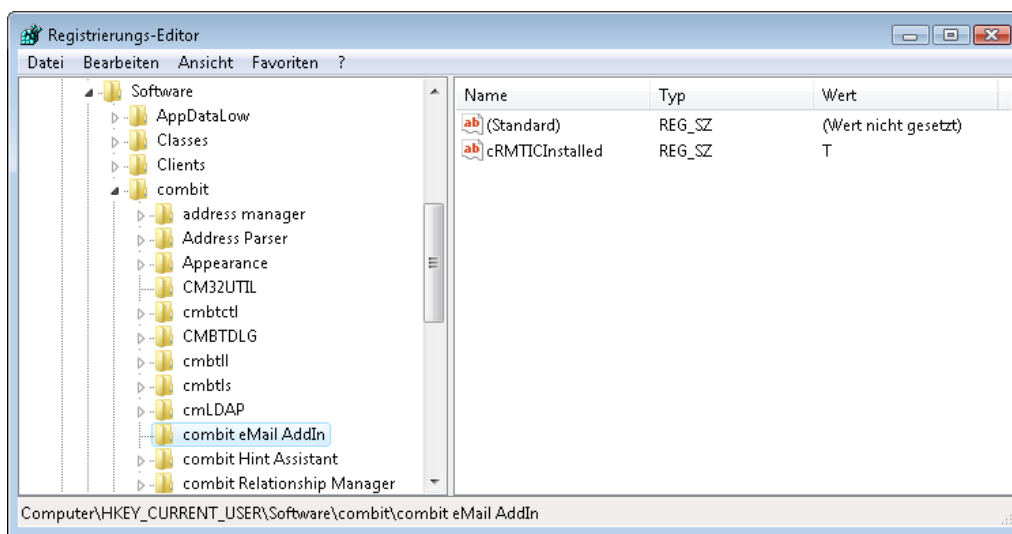 Registrierungs-Editor
Datei Bearbeiten Ansicht Favoriten ?
Software
AppDataLow
Classes
Clients
combit
address manager
Address Parser
Appearance
CM32UTIL
cmbtctl
CMBTDLG
cmbtll
cmbtls
cmLDAP
combit eMail AddIn
combit Hint Assistant
combit Relationship Manager
Name Typ Wert
ab (Standard) REG_SZ (Wert nicht gesetzt)
ab cRMTICInstalled REG_SZ T
Computer\HKEY_CURRENT_USER\Software\combit\combit eMail AddIn